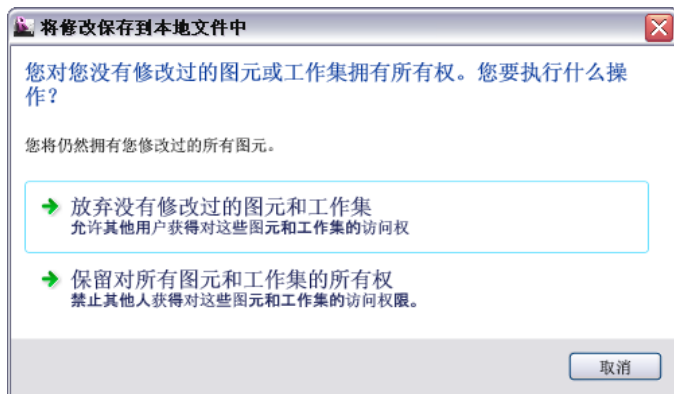 将修改保存到本地文件中
您对您没有修改过的图元或工作集拥有所有权。您要执行什么操
作？
您将仍然拥有您修改过的所有图元。
放弃没有修改过的图元和工作集
允许其他用户获得对这些图元和工作集的访问权
保留对所有图元和工作集的所有权
禁止其他人获得对这些图元和工作集的访问权限。
取消